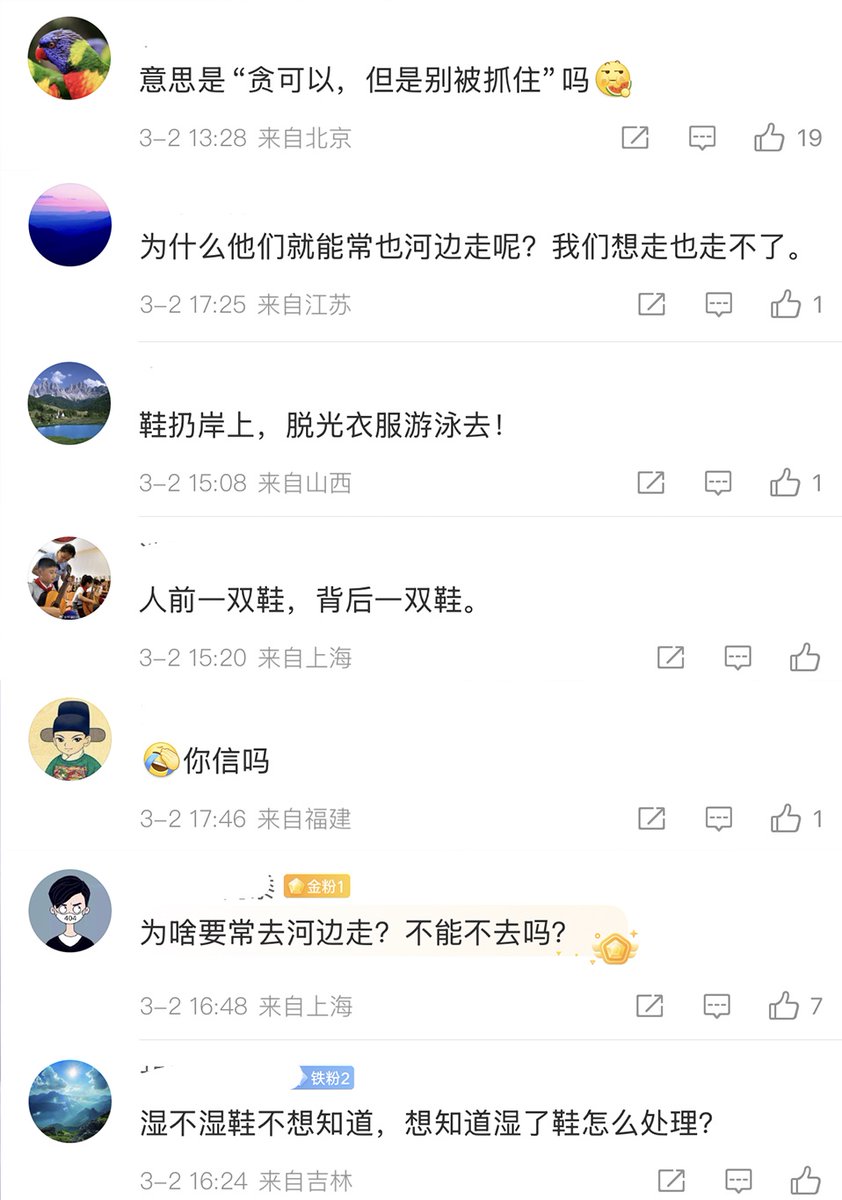 意思是“贪可以，但是别被抓住”吗
3-2 13:28 来自北京
19
为什么他们就能常也河边走呢？我们想走也走不了。
3-2 17:25 来自江苏
1
鞋扔岸上，脱光衣服游泳去！
3-2 15:08 来自山西
1
人前一双鞋，背后一双鞋。
3-2 15:20 来自上海
你信吗
3-2 17:46 来自福建
1
金粉1
404
为啥要常去河边走？不能不去吗？
3-2 16:48 来自上海
7
铁粉2
湿不湿鞋不想知道，想知道湿了鞋怎么处理？
3-2 16:24 来自吉林